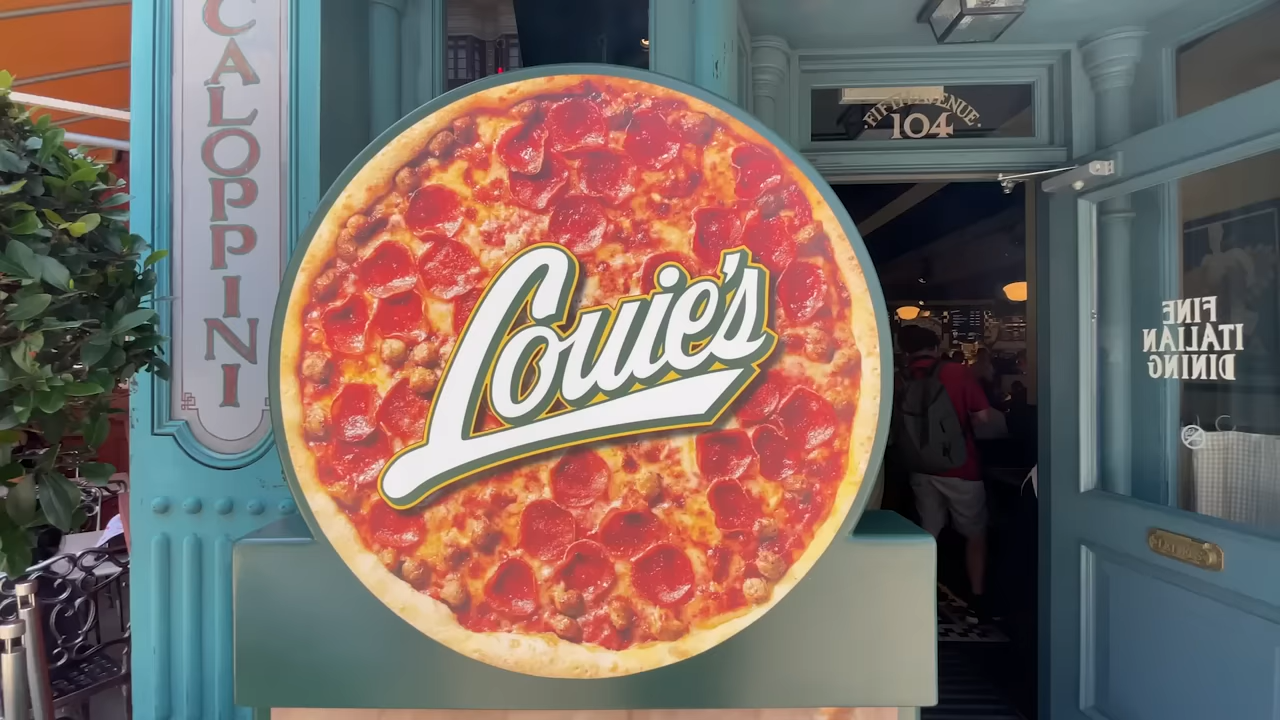 CALOPPINI
Louie's
FIFTH AVENUE.
104
FINE
ITALIAN
DINING